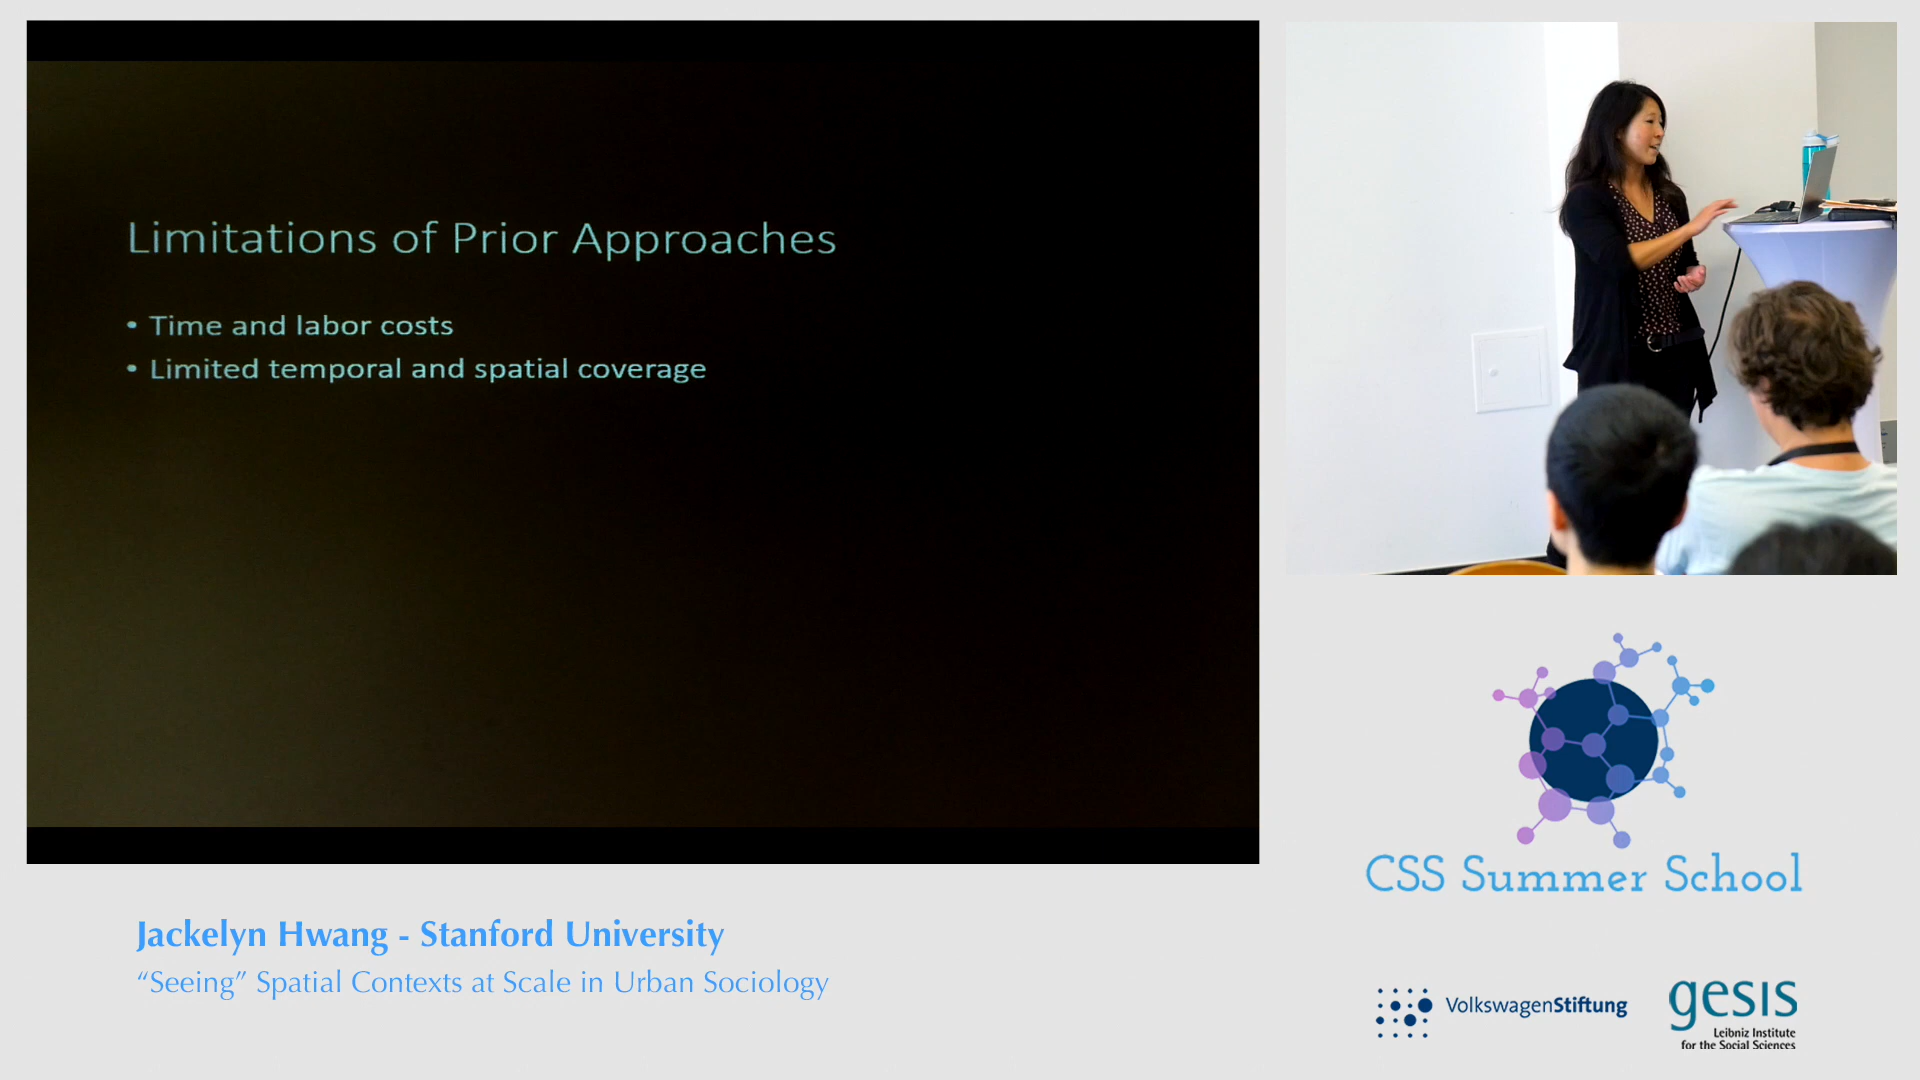 Limitations of Prior Approaches
• Time and labor costs
• Limited temporal and spatial coverage
CSS Summer School
Jackelyn Hwang - Stanford University
“Seeing” Spatial Contexts at Scale in Urban Sociology
VolkswagenStiftung
gesis
Leibniz Institute
for the Social Sciences